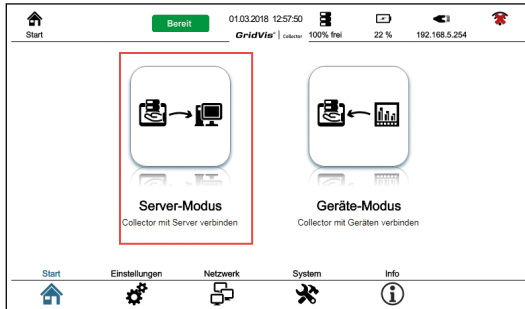 Start
Bereit
01.03.2018 12:57:50
GridVis® | Collector
100% frei
22 %
192.168.5.254
Server-Modus
Collector mit Server verbinden
Geräte-Modus
Collector mit Geräten verbinden
Start
Einstellungen
Netzwerk
System
Info